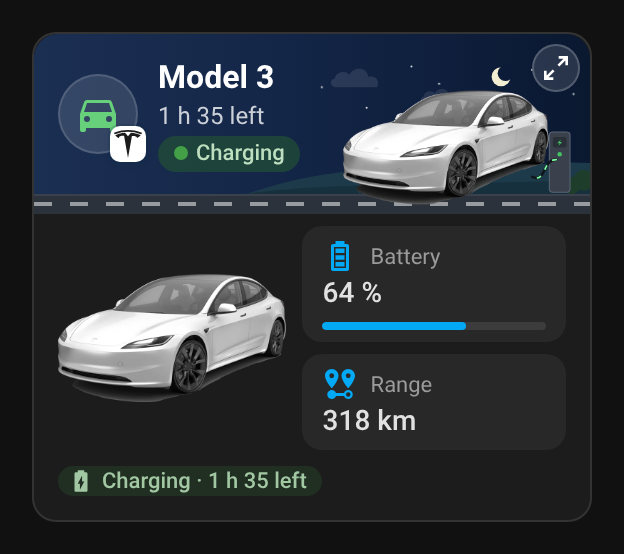 Model 3
1 h 35 left
Charging
Battery
64 %
Range
318 km
Charging · 1 h 35 left